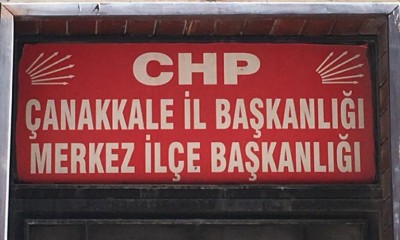 CHP
ÇANAKKALE İL BAŞKANLIĞI
MERKEZ İLÇE BAŞKANLIĞI